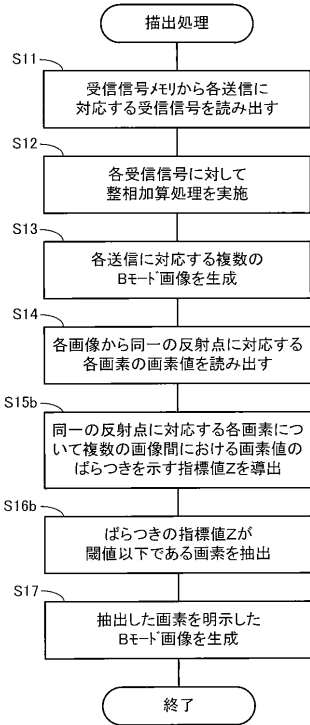 描出処理
S11
受信信号メモリから各送信に
対応する受信信号を読み出す
S12
各受信信号に対して
整相加算処理を実施
S13
各送信に対応する複数の
Bモード画像を生成
S14
各画像から同一の反射点に対応する
各画素の画素値を読み出す
S15b
同一の反射点に対応する各画素につ
いて複数の画像間における画素値の
ばらつきを示す指標値Zを導出
S16b
ばらつきの指標値Zが
閾値以下である画素を抽出
S17
抽出した画素を明示した
Bモード画像を生成
終了